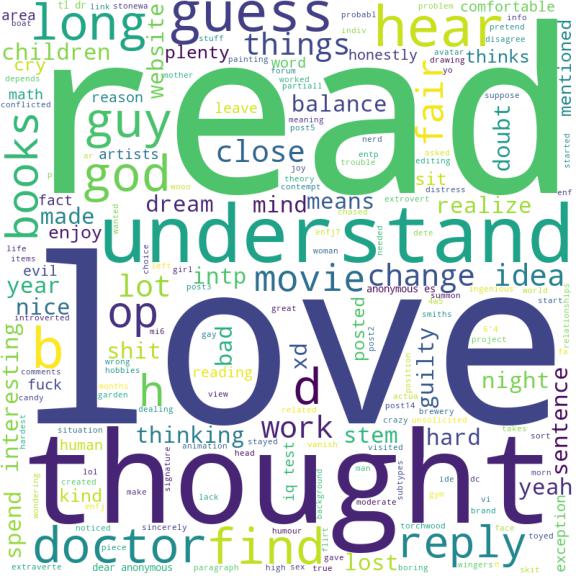 tl dr
link
stonewa
probabl
problem
info
comfortable
area
boat
long
guess
hear
pretend
disagree
children
website
stuff
things
indiv
avatar
drawing
yo
thinks
mentioned
cry
plenty
honestly
painting
forum
worked
partiall
depends
mother
word
math
conflicted
read
reason
guy
leave
balance
meaning
post5
fair
doubt
suppose
books
artists
close
nerd
asked
editing
started
god
entp
trouble
sit
joy
theory
contempt
distress
fact
made
dream
mind
means
extrovert
realize
enf
enjoy
wooo
understand
wanted
chased
enfj7
needed
dete
woman
life
items
evil
choice
left
girl
lot
intp
movie
change
idea
year
post3
anonymous es
summon
ingenious
world
start
nice
introverted
op
great
4w5
smiths
relationships
love
shit
mi6
gay
bad
xd
posted
post2
6'4
project
b
wrong
hobbies
reading
view
guilty
position
night
fuck
comments
candy
months
garden
h
d
post14
actua
brewery
unsolicited
interesting
hardest
dealing
related
crazy
takes
sort
sentence
thinking
work
stem
hard
situation
animation
stayed
vanish
visited
human
thought
head
man
yeah
lol
signature
iq test
background
subtypes
ide
dc
morn
kind
created
enfj
make
lack
moderate
gym
vi
brand
exception
spend
wondering
noticed
sincerely
humour
torchwood
face
toyed
doctor
find
reply
piece
flirt
gave
lost
boring
wingers
extraverte
dear anonymous
paragraph
high
sex
true
skit